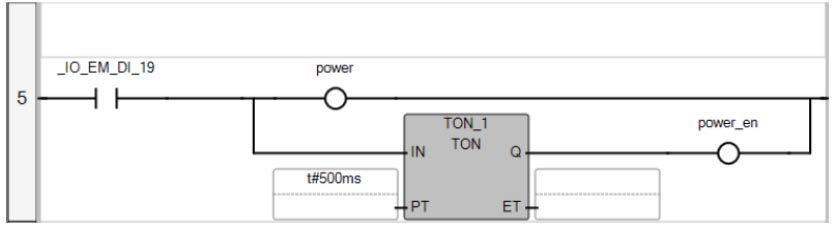 _IO_EM_DI_19
power
5
TON_1
power_en
TON
IN
Q
t#500ms
PT
ET